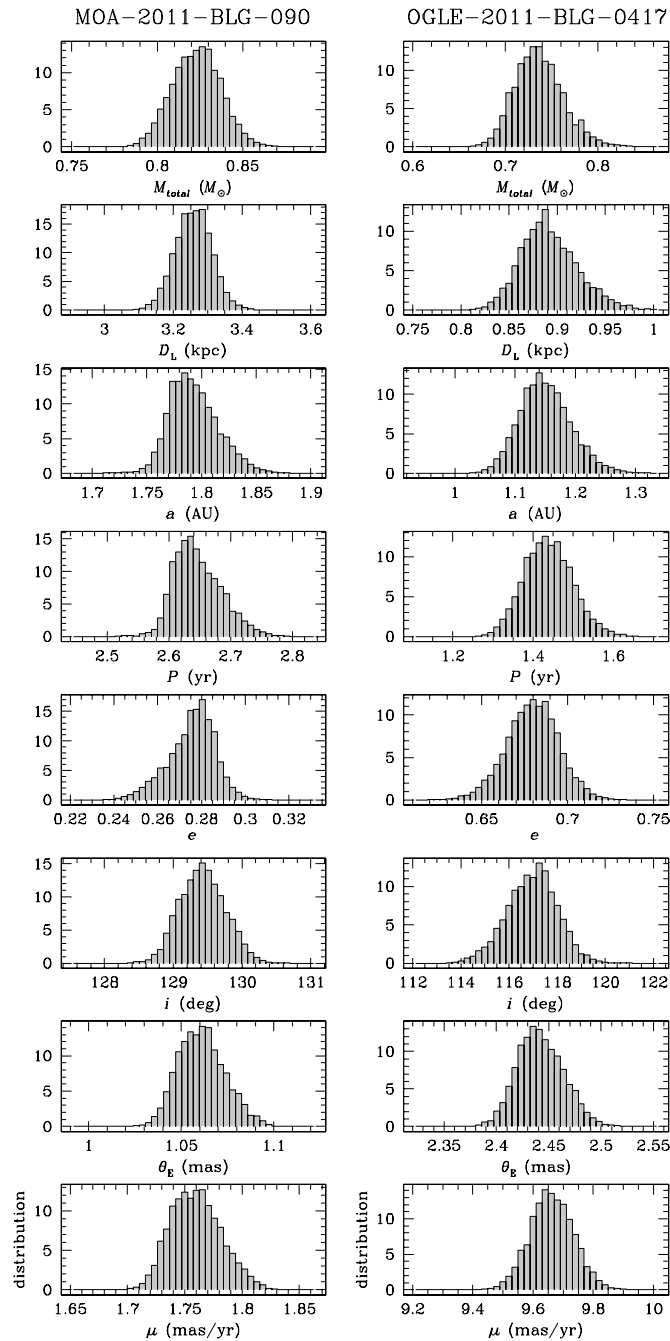 MOA-2011-BLG-090 OGLE-2011-BLG-0417
10
5
0
0.75 0.8 0.85
M_total (M☉)
10
5
0
0.6 0.7 0.8
M_total (M☉)
15
10
5
0
3 3.2 3.4 3.6
D_L (kpc)
10
5
0
0.75 0.8 0.85 0.9 0.95 1
D_L (kpc)
15
10
5
0
1.7 1.75 1.8 1.85 1.9
a (AU)
10
5
0
1 1.1 1.2 1.3
a (AU)
15
10
5
0
2.5 2.6 2.7 2.8
P (yr)
10
5
0
1.2 1.4 1.6
P (yr)
15
10
5
0
0.22 0.24 0.26 0.28 0.3 0.32
e
10
5
0
0.65 0.7 0.75
e
15
10
5
0
128 129 130 131
i (deg)
10
5
0
112 114 116 118 120 122
i (deg)
10
5
0
1 1.05 1.1
θ_E (mas)
10
5
0
2.35 2.4 2.45 2.5 2.55
θ_E (mas)
distribution
10
5
0
1.65 1.7 1.75 1.8 1.85
μ (mas/yr)
distribution
10
5
0
9.2 9.4 9.6 9.8 10
μ (mas/yr)